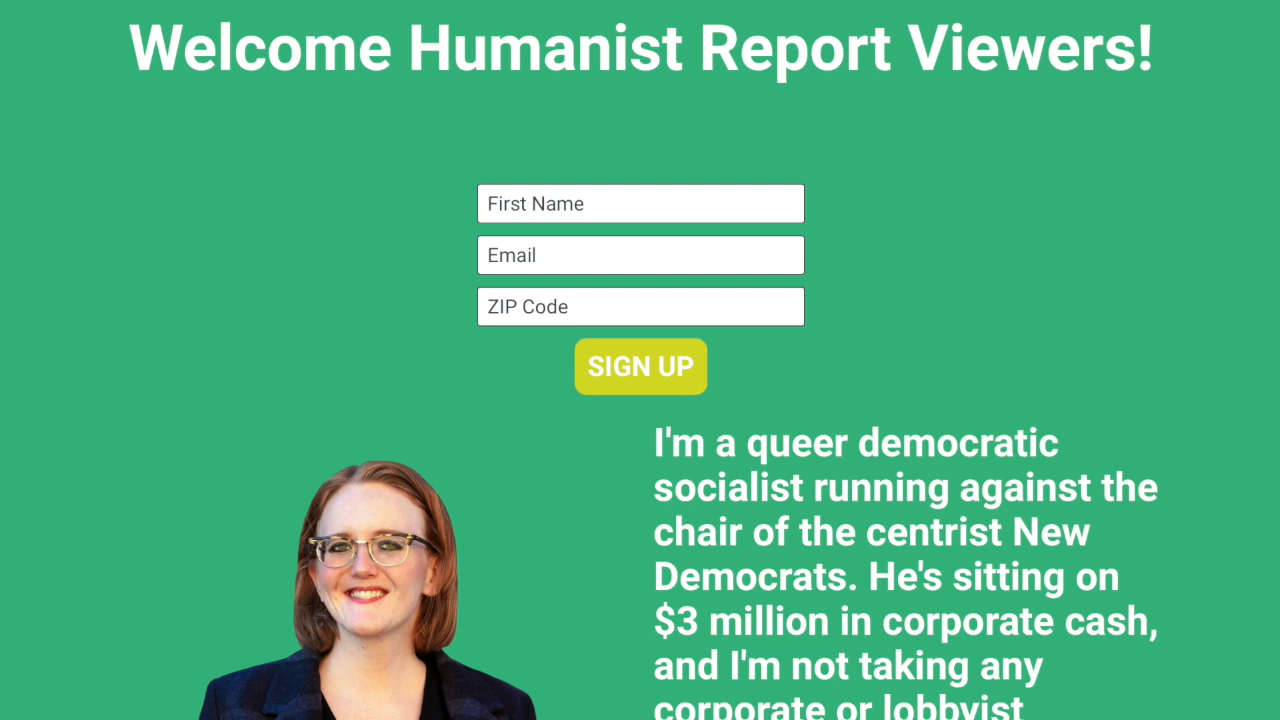 Welcome Humanist Report Viewers!
First Name
Email
ZIP Code
SIGN UP
I'm a queer democratic
socialist running against the
chair of the centrist New
Democrats. He's sitting on
$3 million in corporate cash,
and I'm not taking any
corporate or lobbyist